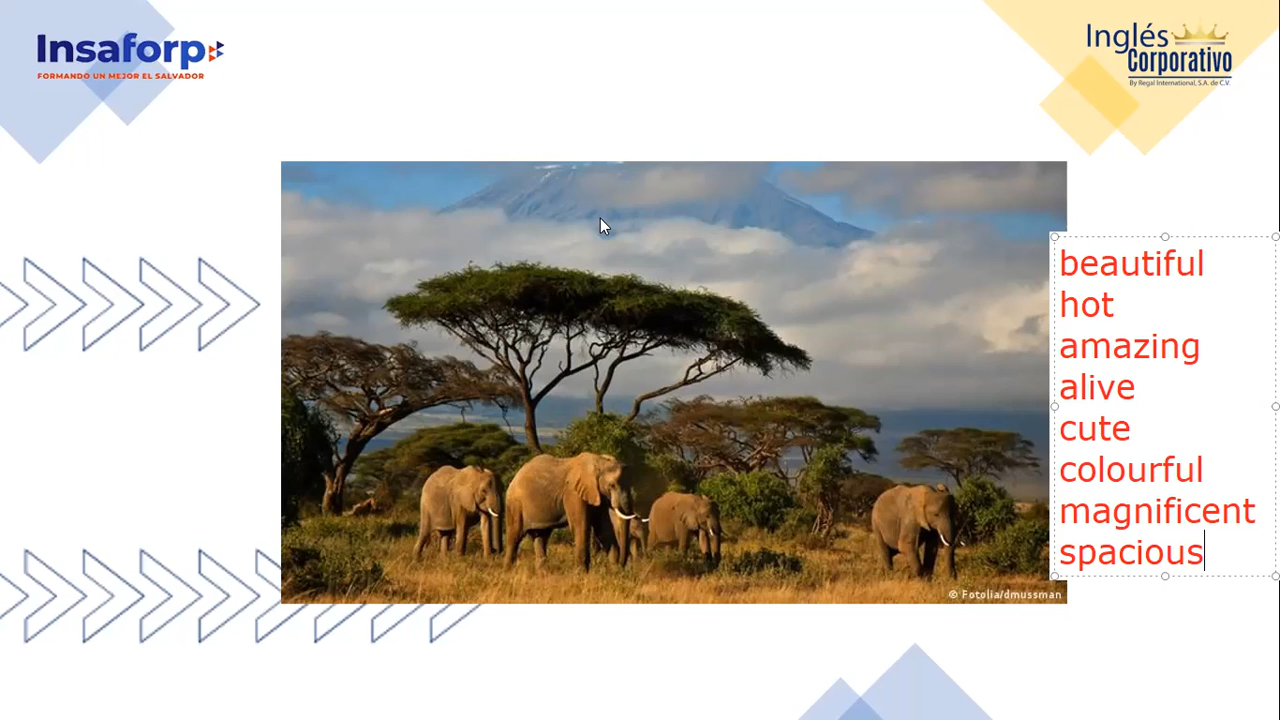 Insaforp
FORMANDO UN MEJOR EL SALVADOR
Inglés
Corporativo
By Regal International, S.A. de C.V.
beautiful
hot
amazing
alive
cute
colourful
magnificent
spacious
© Fotolia/dmussman